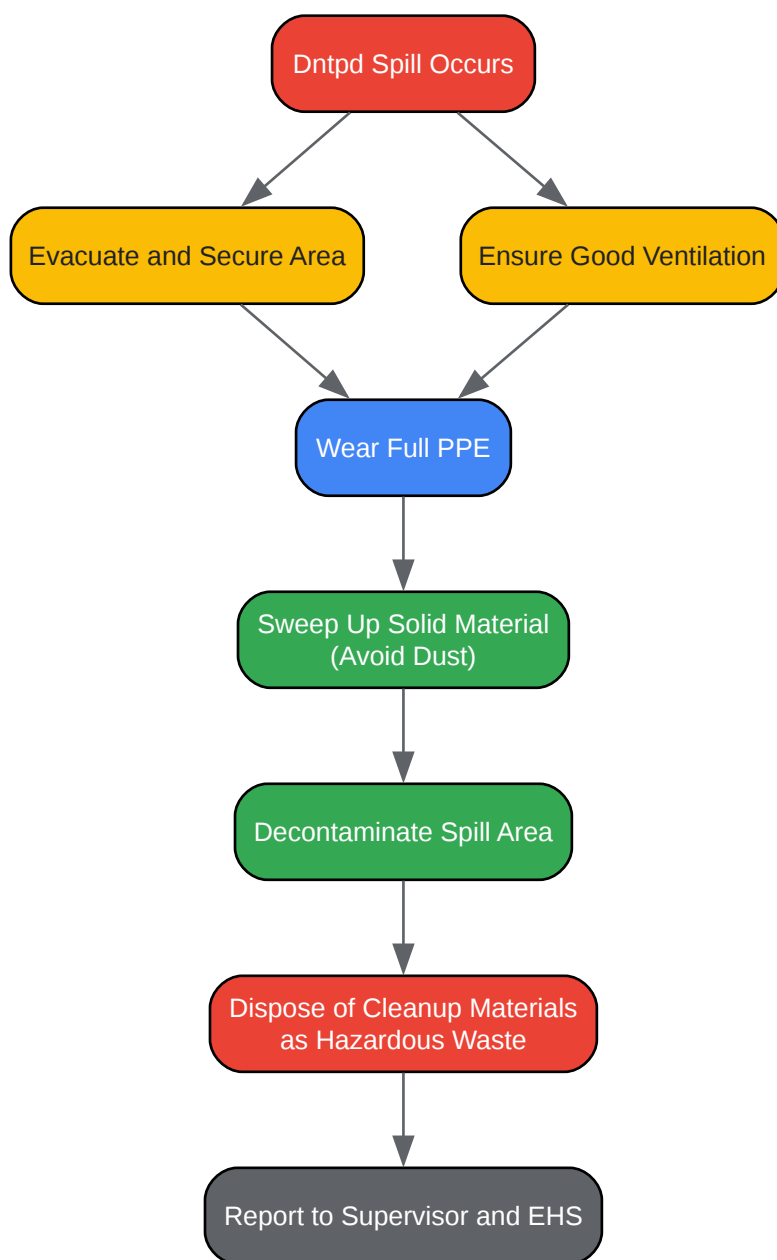 Dntpd Spill Occurs
Evacuate and Secure Area
Ensure Good Ventilation
Wear Full PPE
Sweep Up Solid Material
(Avoid Dust)
Decontaminate Spill Area
Dispose of Cleanup Materials
as Hazardous Waste
Report to Supervisor and EHS